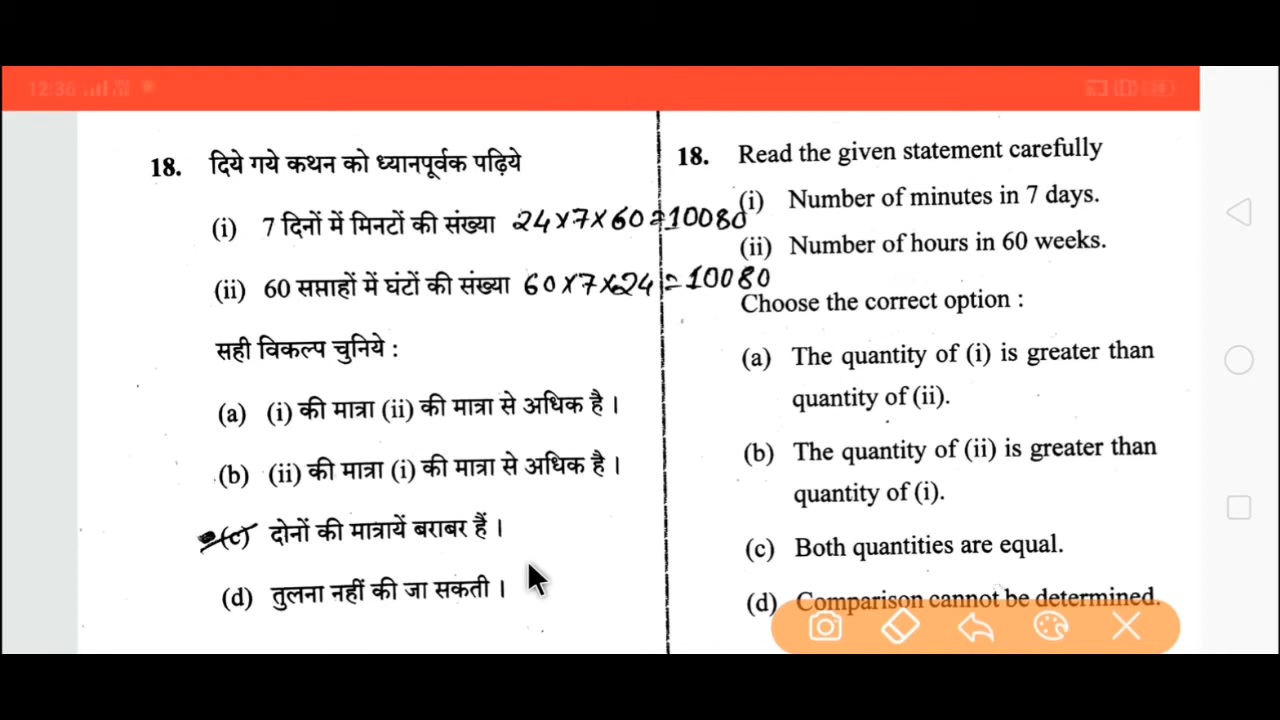 12:36
18. दिये गये कथन को ध्यानपूर्वक पढ़िये
(i) 7 दिनों में मिनटों की संख्या 24×7×60=10080
(ii) 60 सप्ताहों में घंटों की संख्या 60×7×24=10080
सही विकल्प चुनिये :
(a) (i) की मात्रा (ii) की मात्रा से अधिक है।
(b) (ii) की मात्रा (i) की मात्रा से अधिक है।
(c) दोनों की मात्रायें बराबर हैं।
(d) तुलना नहीं की जा सकती।
18. Read the given statement carefully
(i) Number of minutes in 7 days.
(ii) Number of hours in 60 weeks.
Choose the correct option :
(a) The quantity of (i) is greater than
quantity of (ii).
(b) The quantity of (ii) is greater than
quantity of (i).
(c) Both quantities are equal.
(d) Comparison cannot be determined.